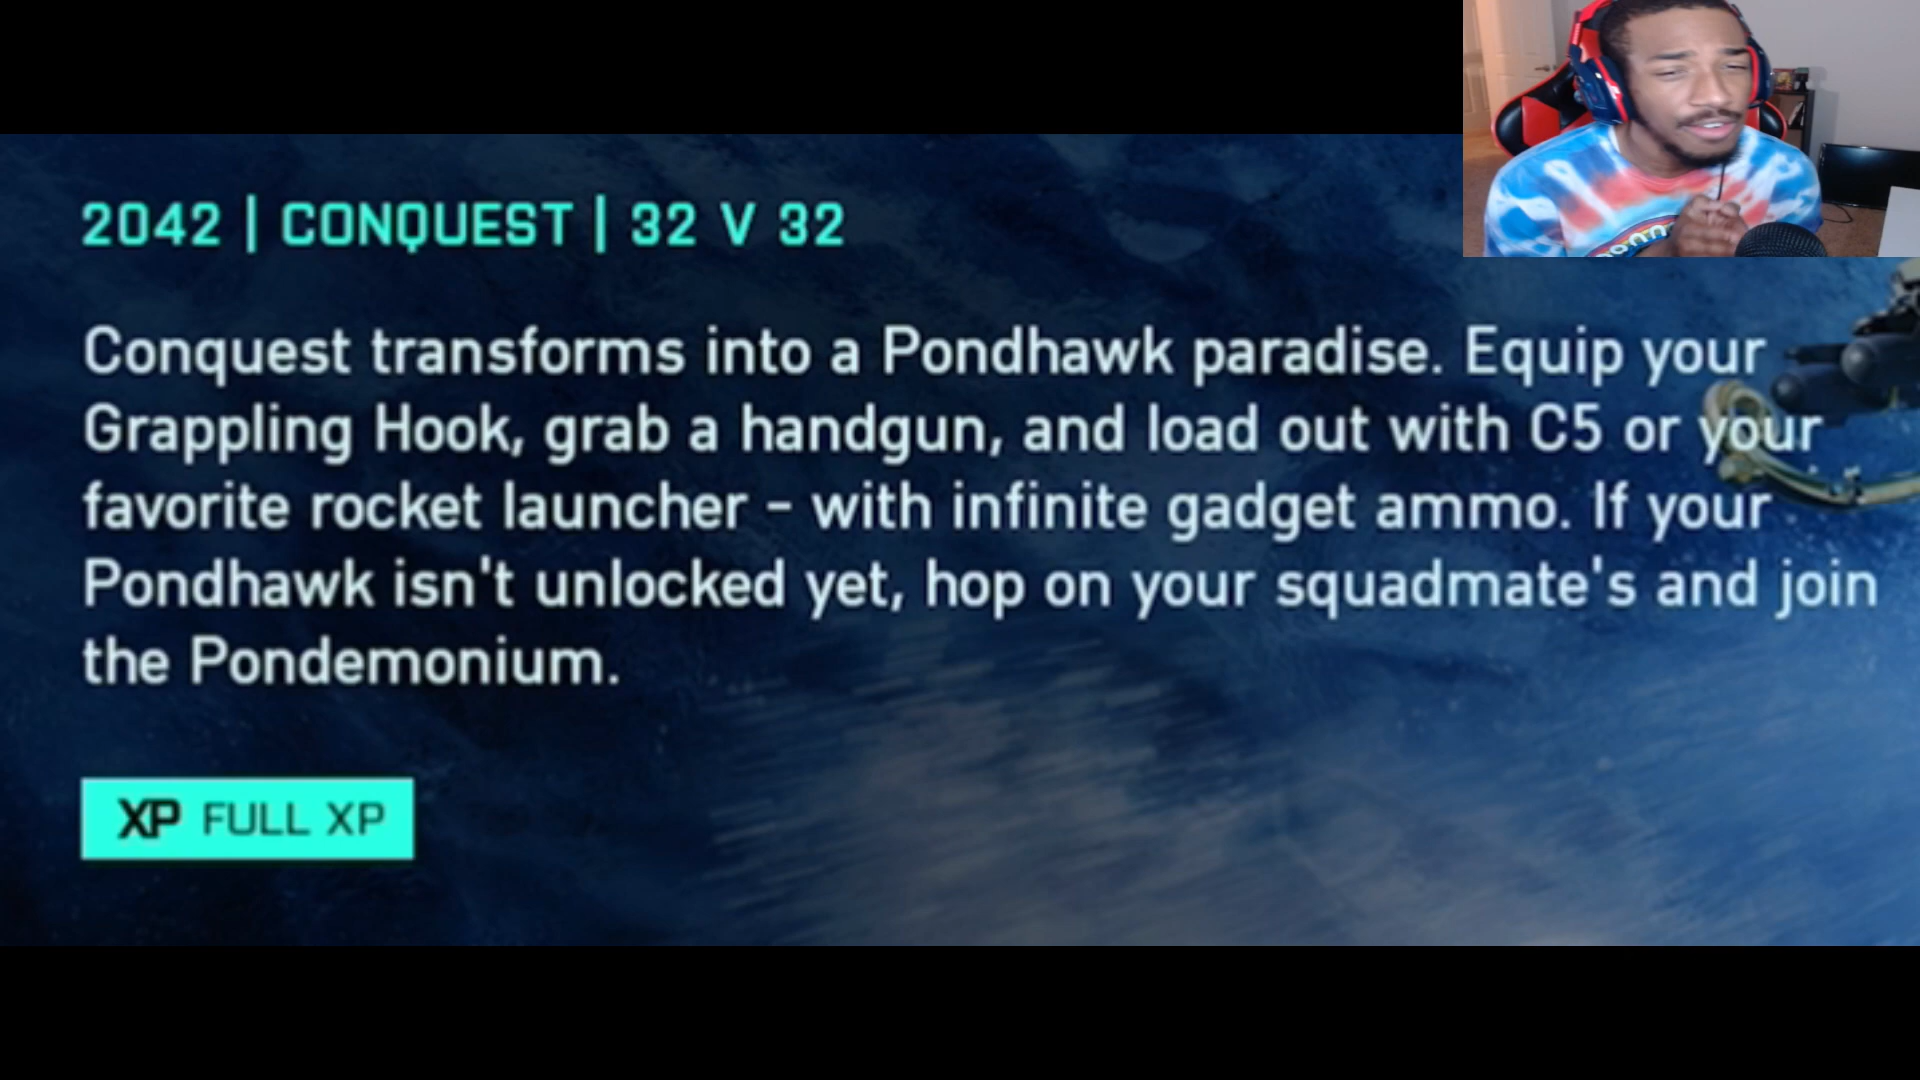 2042 | CONQUEST | 32 V 32
Conquest transforms into a Pondhawk paradise. Equip your
Grappling Hook, grab a handgun, and load out with C5 or your
favorite rocket launcher - with infinite gadget ammo. If your
Pondhawk isn't unlocked yet, hop on your squadmate's and join
the Pondemonium.
XP FULL XP